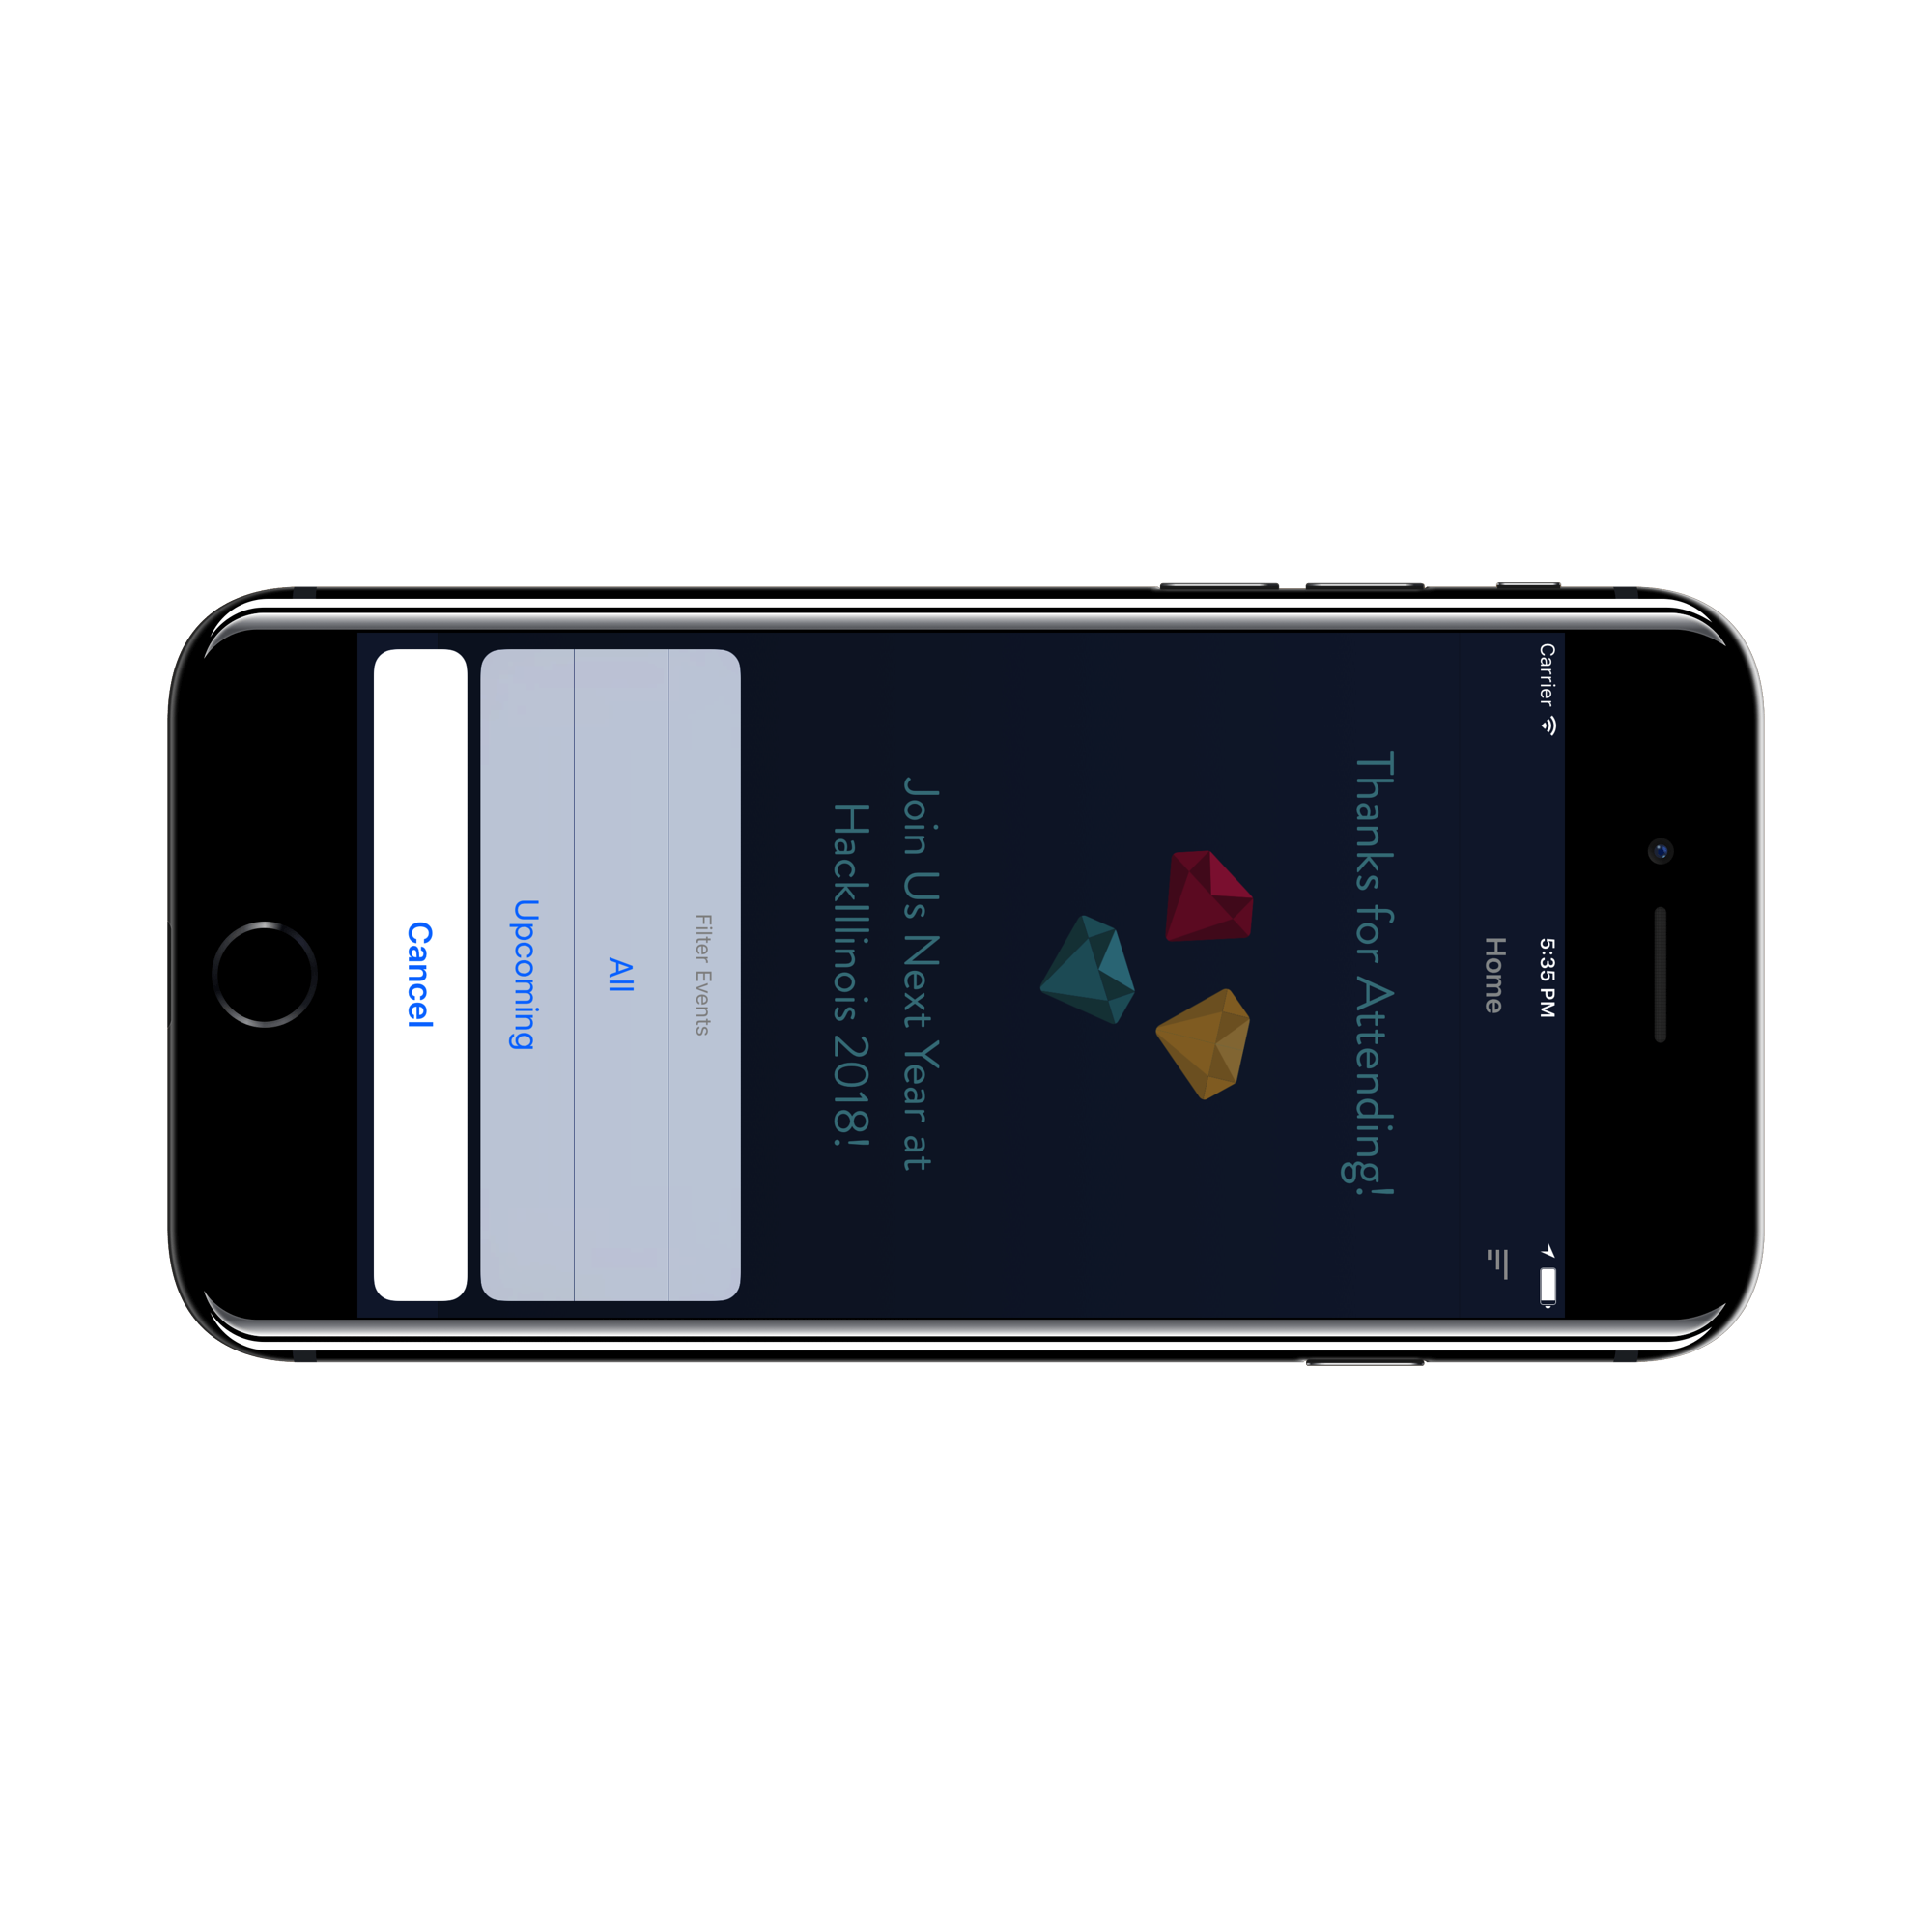 Carrier 5:35 PM
Home
Thanks for Attending!
Join Us Next Year at
HackIllinois 2018!
Filter Events
All
Upcoming
Cancel